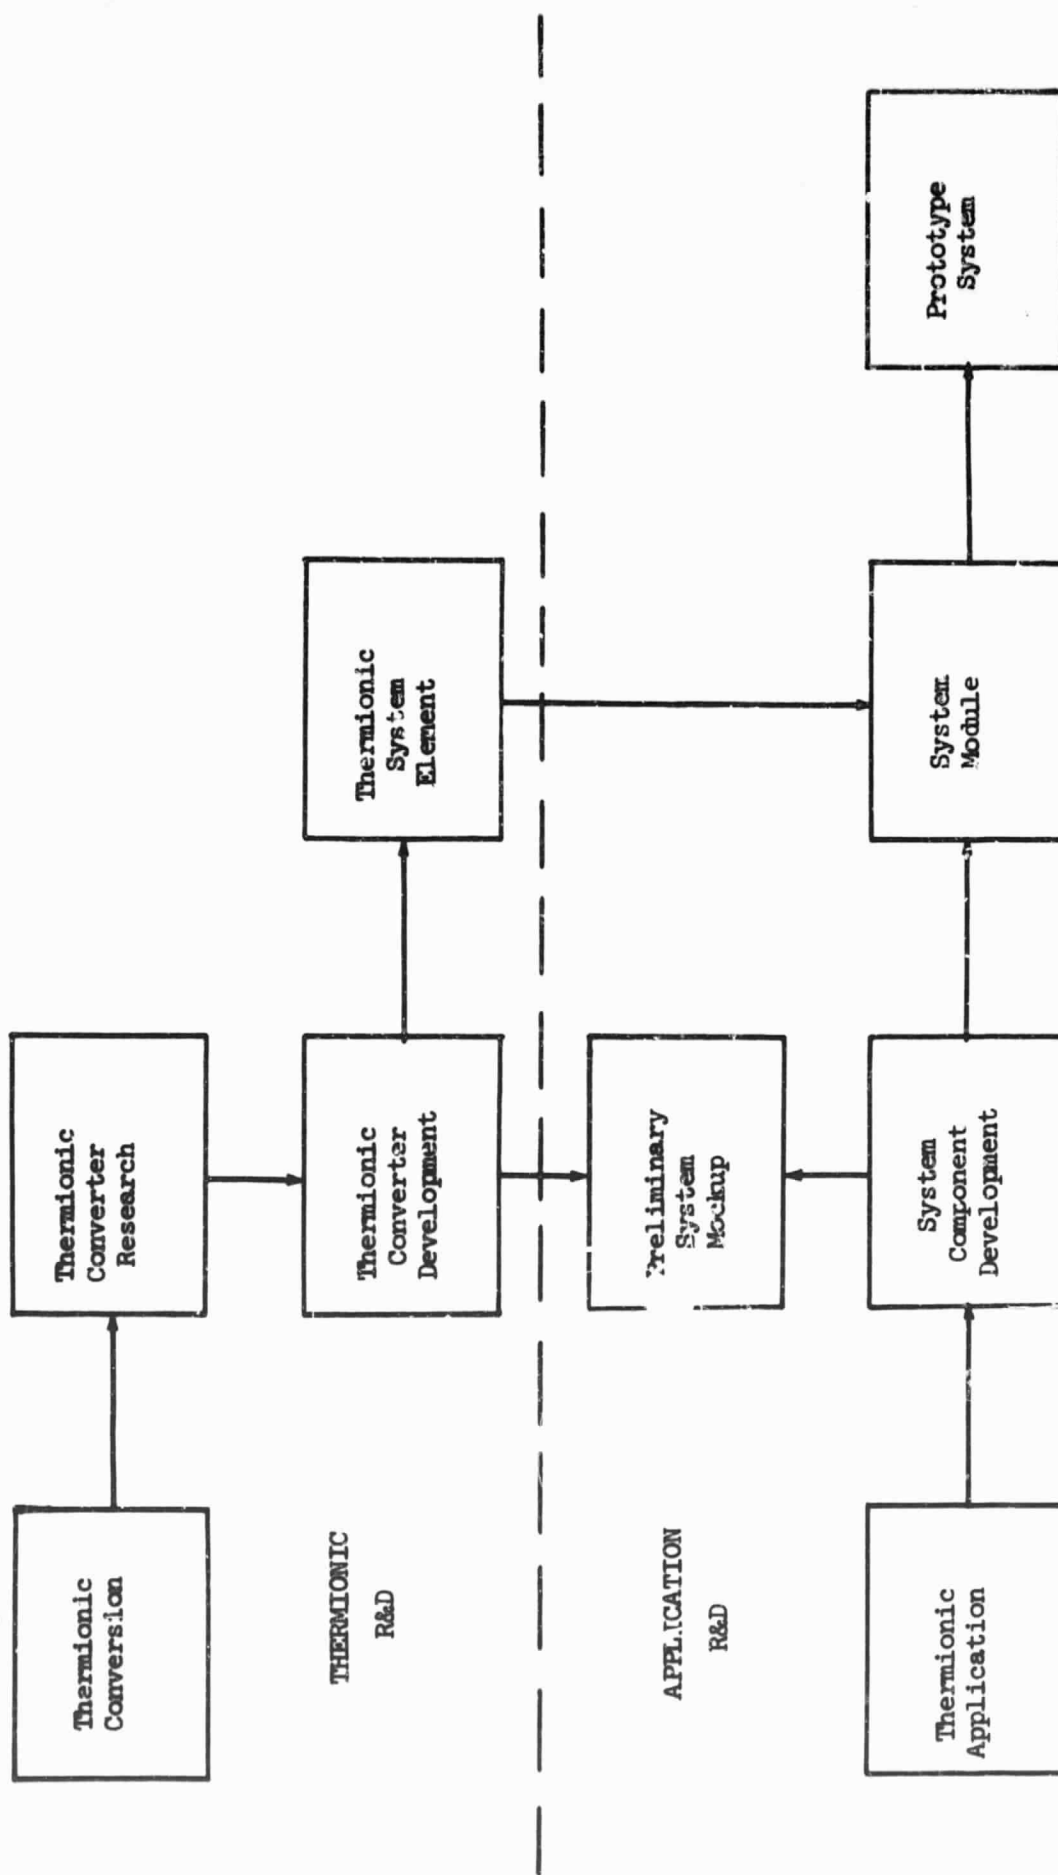 Thermionic
Conversion
Thermionic
Converter
Research
THERMIONIC
R&D
Thermionic
Converter
Development
Thermionic
System
Element
APPLICATION
R&D
Preliminary
System
Mockup
Thermionic
Application
System
Component
Development
System
Module
Prototype
System